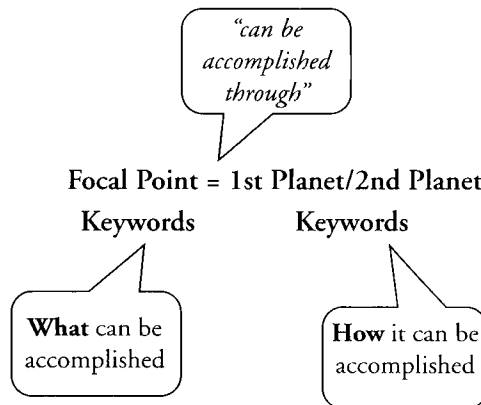 “can be
accomplished
through”
Focal Point = 1st Planet/2nd Planet
Keywords Keywords
What can be
accomplished
How it can be
accomplished